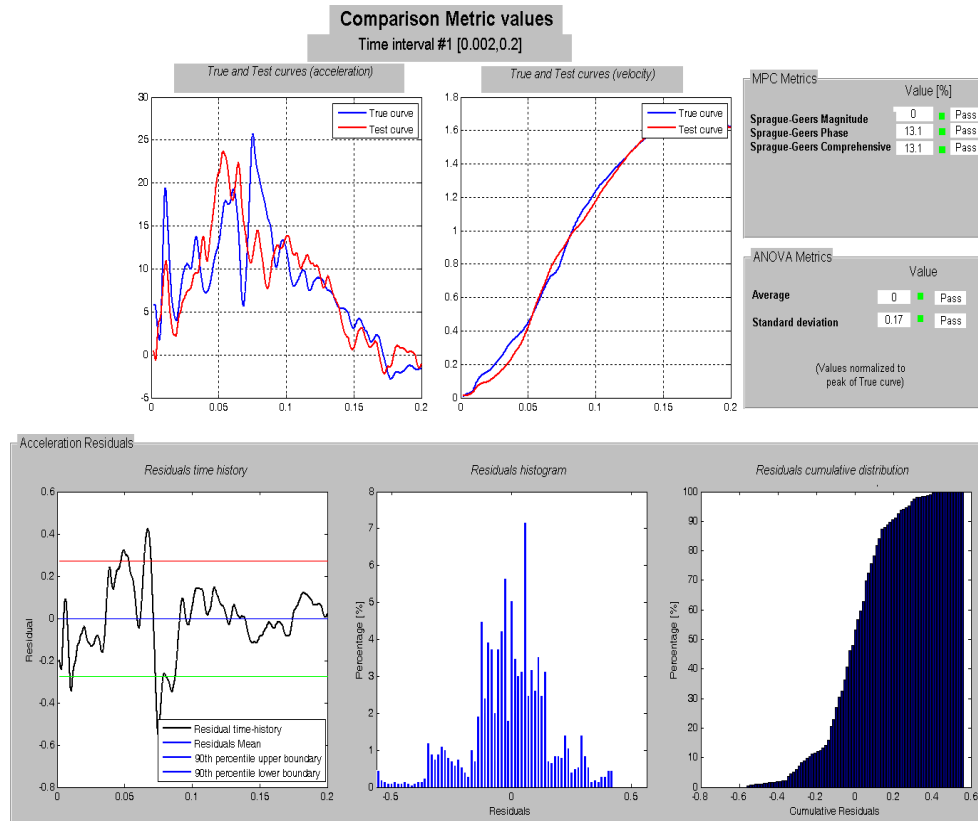 Comparison Metric values
Time interval #1 [0.002,0.2]
True and Test curves (acceleration)
True curve
Test curve
30
25
20
15
10
5
0
-5
0
0.05
0.1
0.15
0.2
True and Test curves (velocity)
True curve
Test curve
1.8
1.6
1.4
1.2
1
0.8
0.6
0.4
0.2
0
0
0.05
0.1
0.15
0.2
MPC Metrics
Value [%]
Sprague-Geers Magnitude 0 Pass
Sprague-Geers Phase 13.1 Pass
Sprague-Geers Comprehensive 13.1 Pass
ANOVA Metrics
Value
Average 0 Pass
Standard deviation 0.17 Pass
(Values normalized to
peak of True curve)
Acceleration Residuals
Residuals time history
0.6
0.4
0.2
0
-0.2
-0.4
-0.6
-0.8
Residual
Residual time-history
Residuals Mean
90th percentile upper boundary
90th percentile lower boundary
0
0.05
0.1
0.15
0.2
Residuals histogram
8
7
6
5
4
3
2
1
0
Percentage [%]
-0.5
0
0.5
Residuals
Residuals cumulative distribution
100
90
80
70
60
50
40
30
20
10
0
Percentage [%]
-0.8
-0.6
-0.4
-0.2
0
0.2
0.4
0.6
Cumulative Residuals